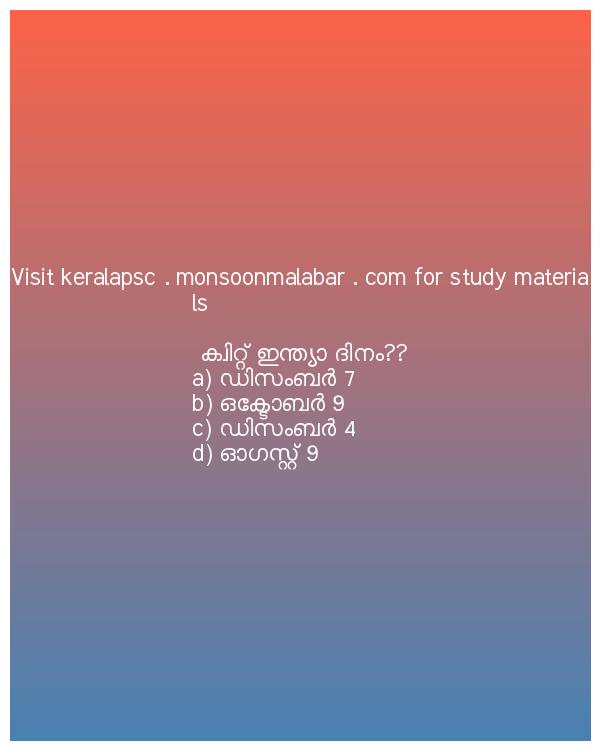 Visit keralapsc . monsoonmalabar . com for study materia
ls
ക്വിറ്റ് ഇന്ത്യാ ദിനം??
a) ഡിസംബർ 7
b) ഒക്ടോബർ 9
c) ഡിസംബർ 4
d) ഓഗസ്റ്റ് 9